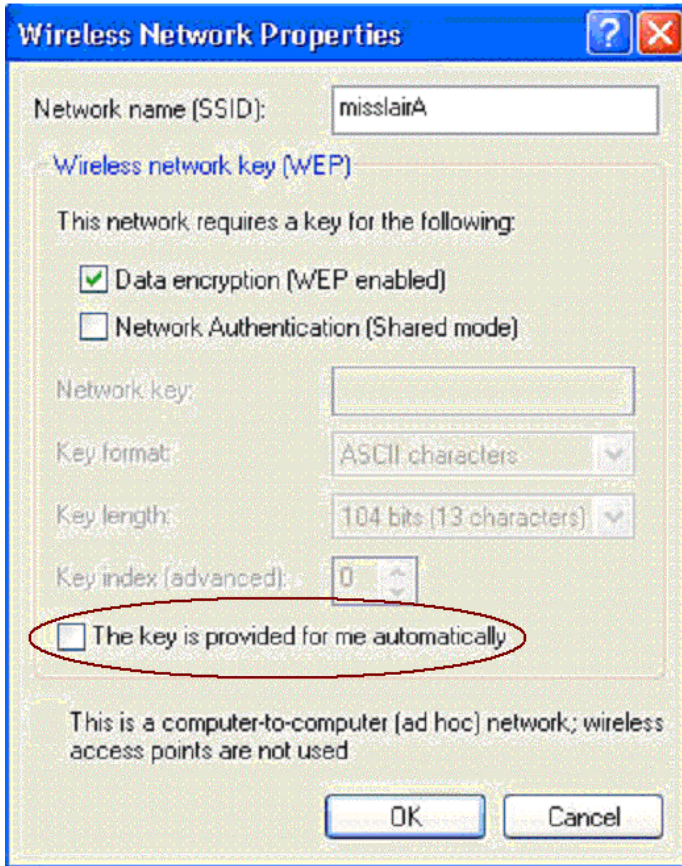 Wireless Network Properties
Network name (SSID): misslairA
Wireless network key (WEP)
This network requires a key for the following:
Data encryption (WEP enabled)
Network Authentication (Shared mode)
Network key:
Key format: ASCII characters
Key length: 104 bits (13 characters)
Key index (advanced): 0
The key is provided for me automatically
This is a computer-to-computer (ad hoc) network; wireless
access points are not used
OK Cancel